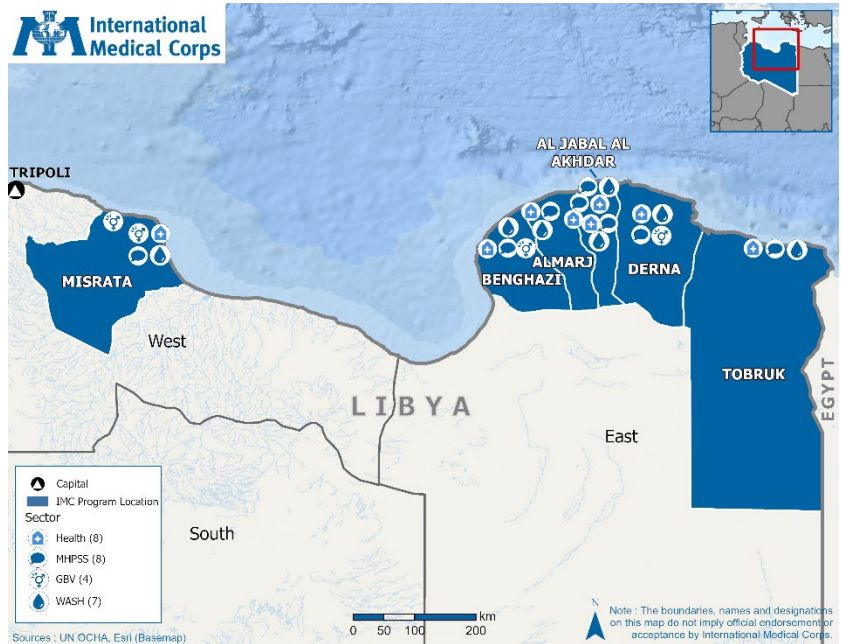 International
Medical Corps
TRIPOLI
AL JABAL AL
AKHDAR
MISRATA
BENGHAZI
ALMARJ
DERNA
TOBRUK
West
LIBYA
East
EGYPT
South
Capital
IMC Program Location
Sector
Health (8)
MHPSS (8)
GBV (4)
WASH (7)
km
0 50 100 200
N
Note : The boundaries, names and designations
on this map do not imply official endorsement or
acceptance by International Medical Corps.
Sources : UN OCHA, Esri (Basemap)